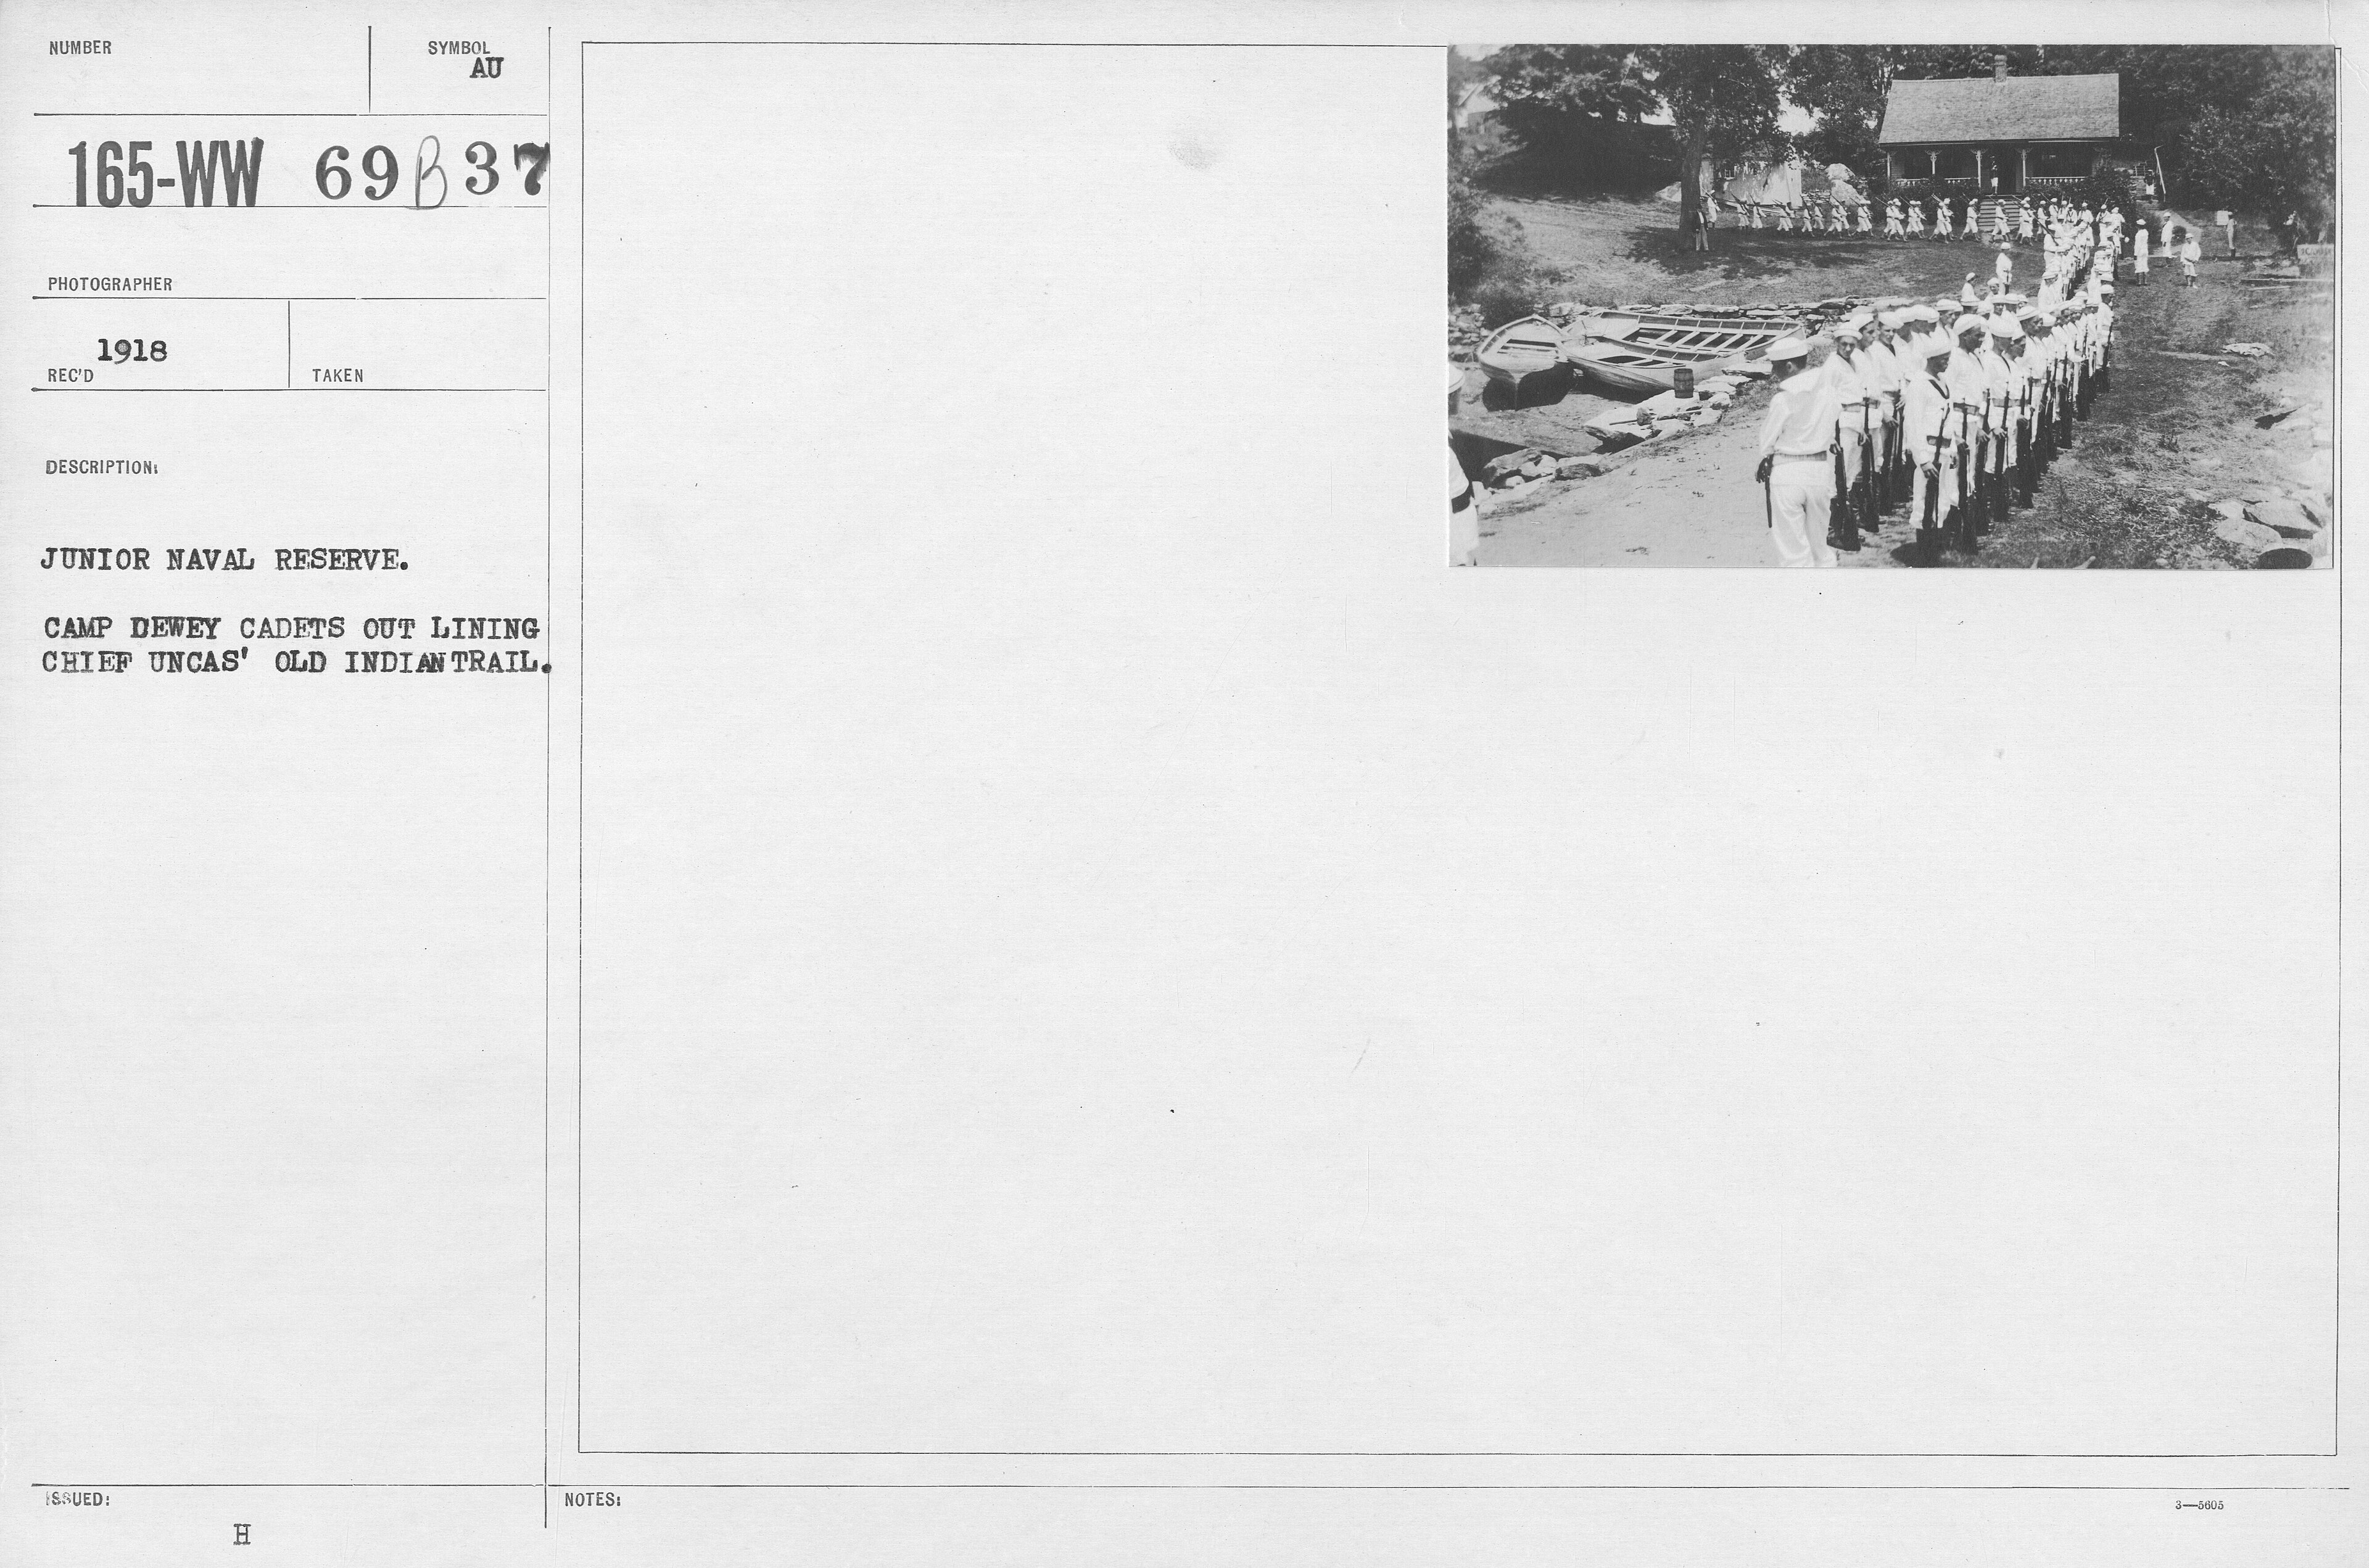 NUMBER
SYMBOL
AU
165-WW 69B37
PHOTOGRAPHER
1918
REC'D
TAKEN
DESCRIPTION:
JUNIOR NAVAL RESERVE.
CAMP DEWEY CADETS OUT LINING
CHIEF UNCAS' OLD INDIAN TRAIL.
ISSUED:
H
NOTES:
3—5605